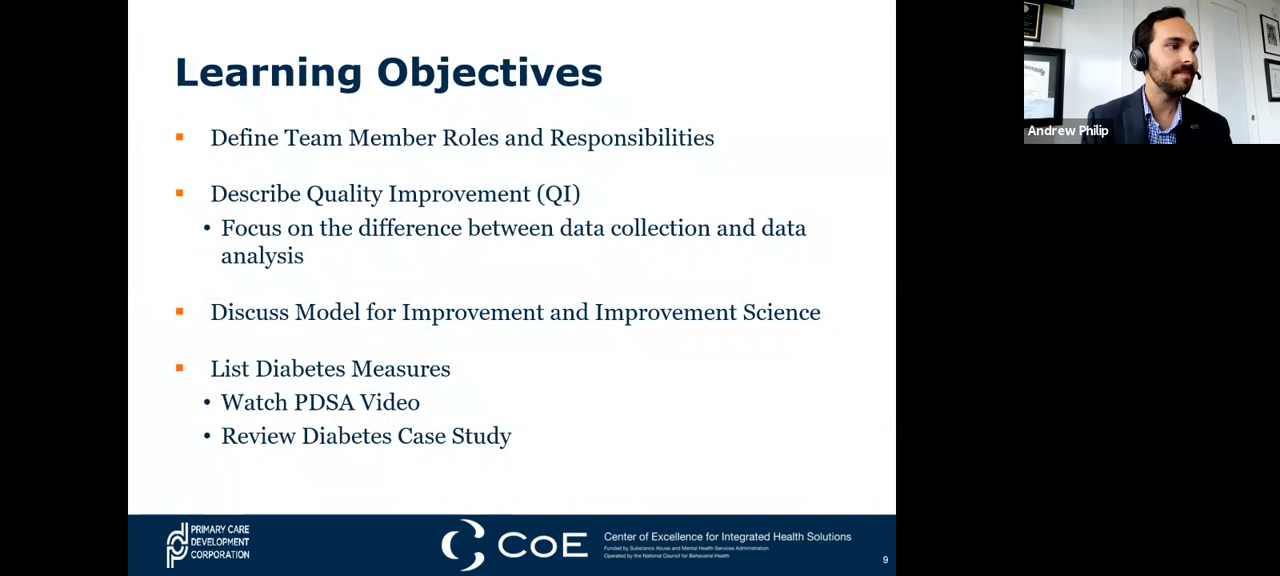 Learning Objectives
Define Team Member Roles and Responsibilities
Describe Quality Improvement (QI)
Focus on the difference between data collection and data
analysis
Discuss Model for Improvement and Improvement Science
List Diabetes Measures
Watch PDSA Video
Review Diabetes Case Study
PRIMARY CARE
DEVELOPMENT
CORPORATION
CoE
Center of Excellence for Integrated Health Solutions
Funded by Substance Abuse and Mental Health Services Administration
Operated by the National Council for Behavioral Health
9
Andrew Philip